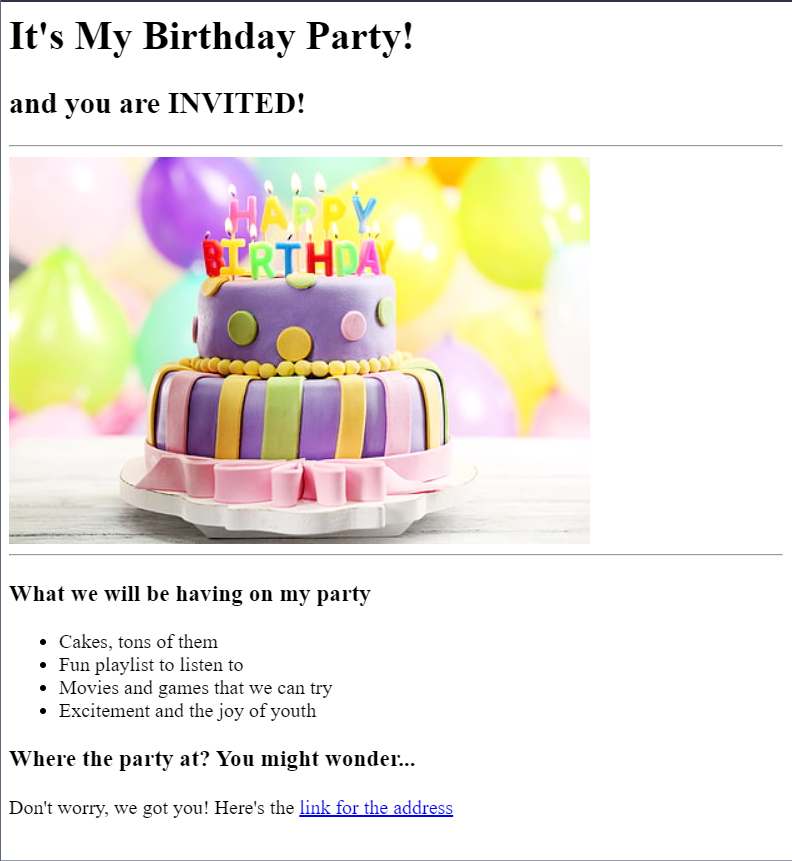 It's My Birthday Party!
and you are INVITED!
HAPPY
BIRTHDAY
What we will be having on my party
Cakes, tons of them
Fun playlist to listen to
Movies and games that we can try
Excitement and the joy of youth
Where the party at? You might wonder...
Don't worry, we got you! Here's the link for the address